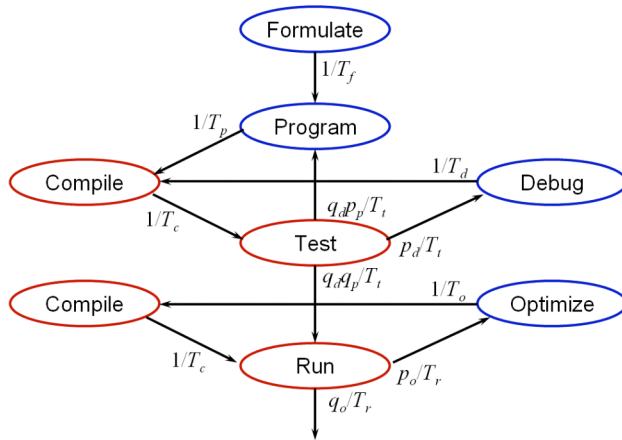 Formulate
1/T_f
Program
1/T_p
1/T_d
Compile
Debug
1/T_c
q_d p_p/T_t
Test
p_d/T_t
q_d q_p/T_t
1/T_o
Compile
Optimize
1/T_c
Run
p_o/T_r
q_o/T_r